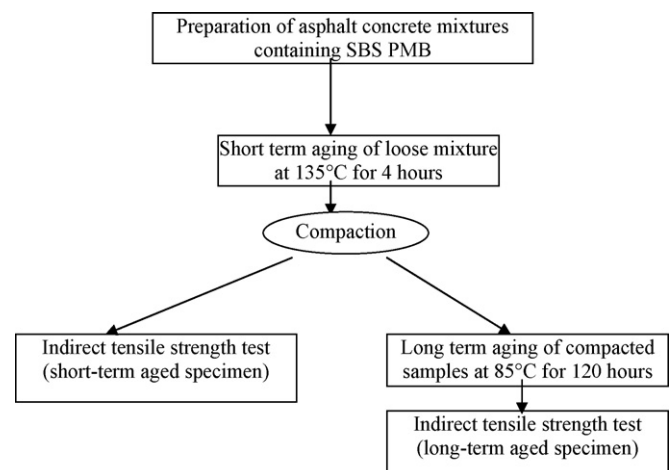 Preparation of asphalt concrete mixtures
containing SBS PMB
Short term aging of loose mixture
at 135°C for 4 hours
Compaction
Indirect tensile strength test
(short-term aged specimen)
Long term aging of compacted
samples at 85°C for 120 hours
Indirect tensile strength test
(long-term aged specimen)